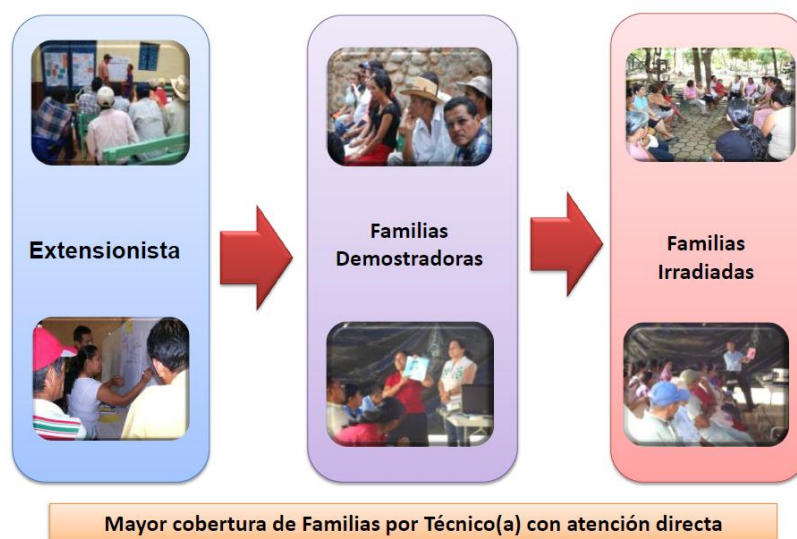 Extensionista
Familias
Demostradoras
Familias
Irradiadas
Mayor cobertura de Familias por Técnico(a) con atención directa